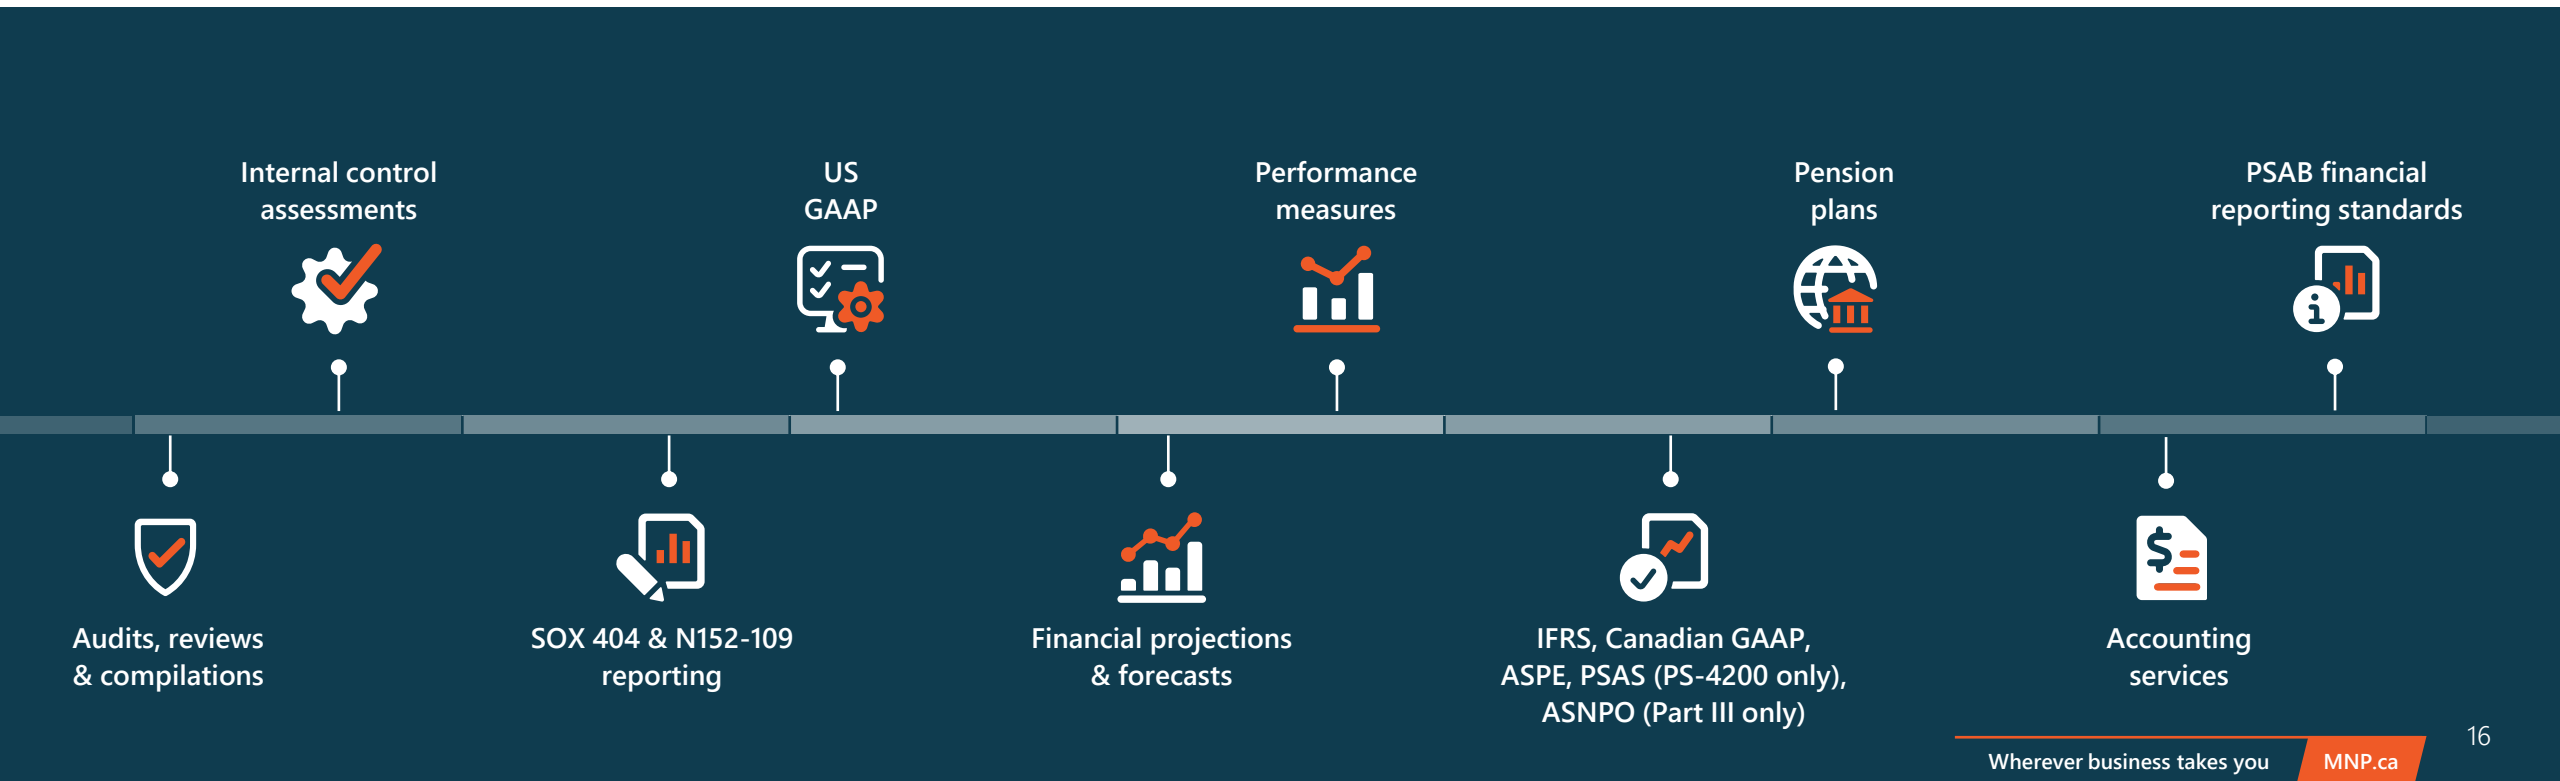 Internal control
assessments
US
GAAP
Performance
measures
Pension
plans
PSAB financial
reporting standards
Audits, reviews
& compilations
SOX 404 & N152-109
reporting
Financial projections
& forecasts
IFRS, Canadian GAAP,
ASPE, PSAS (PS-4200 only),
ASNPO (Part III only)
Accounting
services
16
Wherever business takes you
MNP.ca